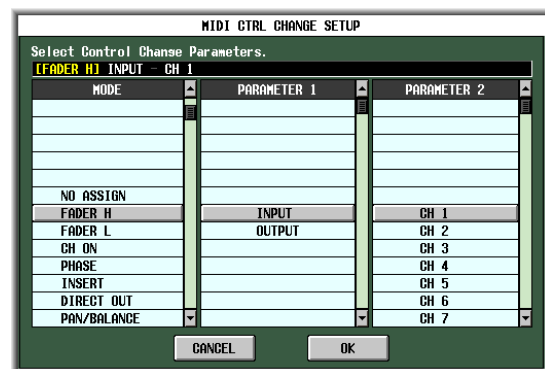 MIDI CTRL CHANGE SETUP
Select Control Change Parameters.
[FADER H] INPUT - CH 1
MODE PARAMETER 1 PARAMETER 2
NO ASSIGN
FADER H INPUT CH 1
FADER L OUTPUT CH 2
CH ON CH 3
PHASE CH 4
INSERT CH 5
DIRECT OUT CH 6
PAN/BALANCE CH 7
CANCEL OK